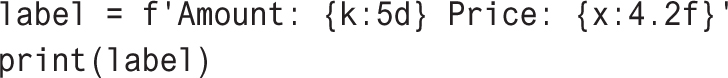 label = f'Amount: {k:5d} Price: {x:4.2f}'
print(label)